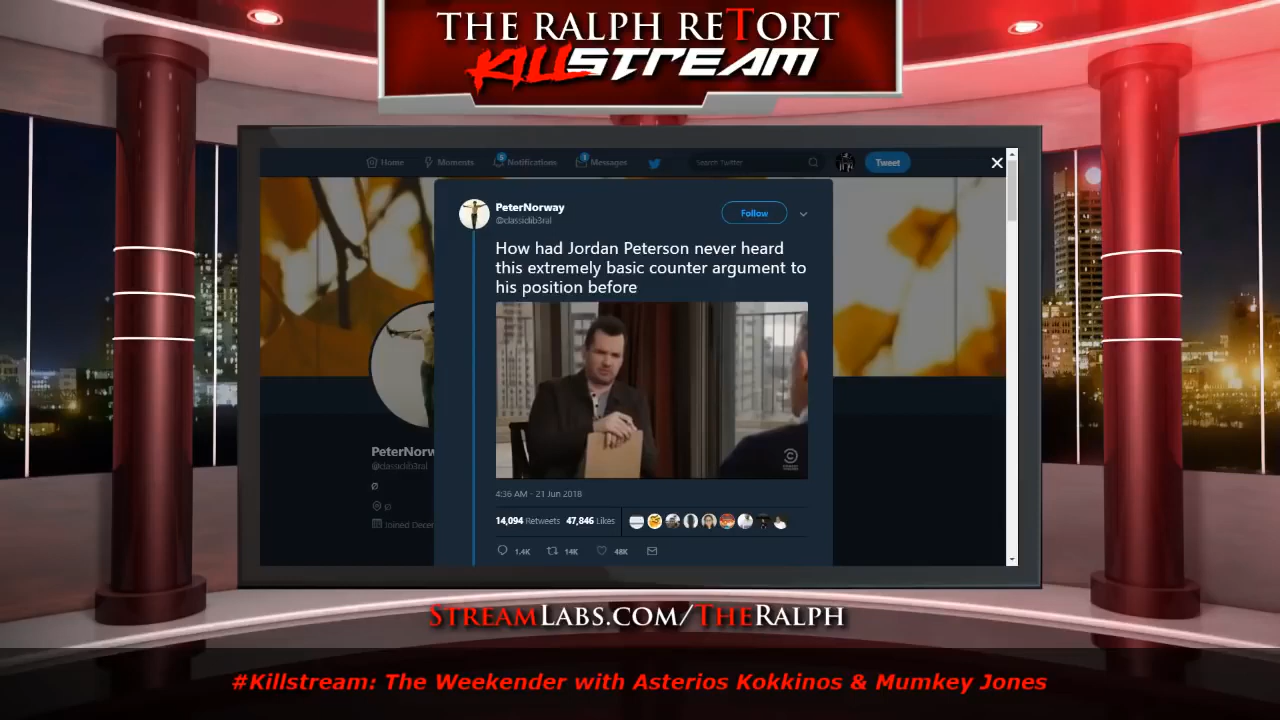 THE RALPH RETORT
KILLSTREAM
Home
Moments
5
Notifications
Messages
Search Twitter
Tweet
PeterNorway
@classiclib3ral
Follow
How had Jordan Peterson never heard
this extremely basic counter argument to
his position before
PeterNorw
@classiclib3ral
Joined Decem
4:36 AM - 21 Jun 2018
14,094 Retweets 47,846 Likes
1.4K
14K
48K
STREAMLABS.COM/THERALPH
#Killstream: The Weekender with Asterios Kokkinos & Mumkey Jones